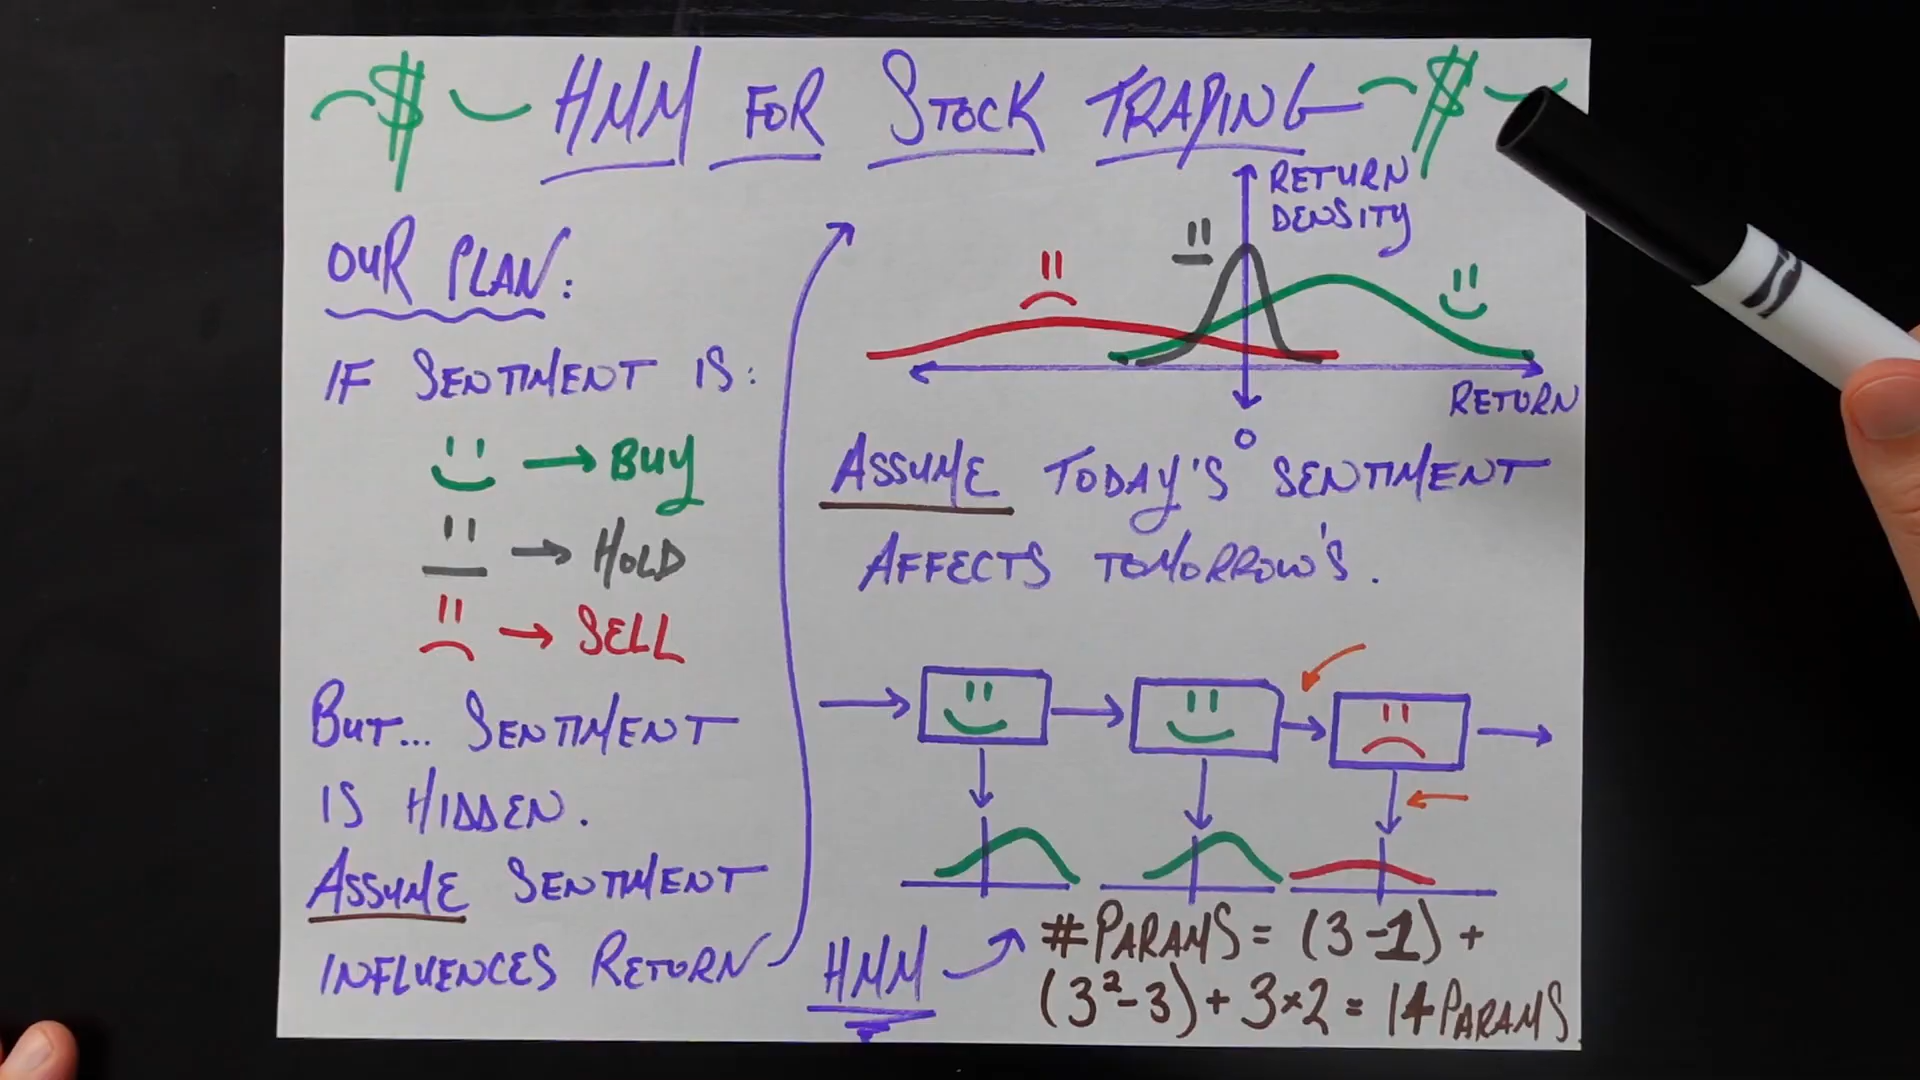 $ HMM FOR STOCK TRADING $
OUR PLAN:
IF SENTIMENT IS:
→ BUY
→ HOLD
→ SELL
BUT... SENTIMENT
IS HIDDEN.
ASSUME SENTIMENT
INFLUENCES RETURN
RETURN
DENSITY
RETURN
0
ASSUME TODAY'S SENTIMENT
AFFECTS TOMORROW'S.
HMM → #PARAMS = (3-1) +
(3²-3) + 3×2 = 14 PARAMS